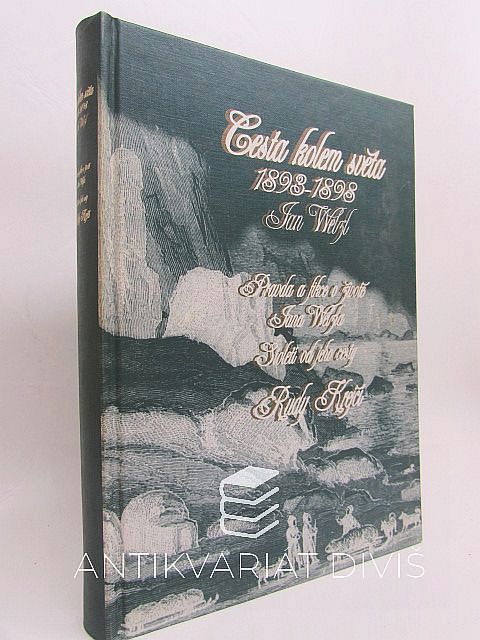 Cesta kolem světa
1893-1898
Jan Welzl
Pravda a fikce v životě
Jana Welzla
Století od jeho cesty
Rudy Krejčí
ANTIKVARIAT DIVIS